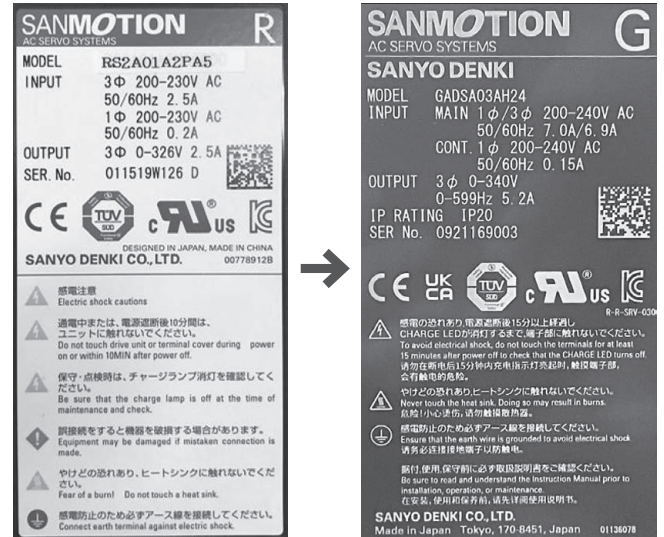 SANMOTION R
AC SERVO SYSTEMS
MODEL RS2A01A2PA5
INPUT 3Φ 200-230V AC
50/60Hz 2.5A
1Φ 200-230V AC
50/60Hz 0.2A
OUTPUT 3Φ 0-326V 2.5A
SER. No. 011519W126 D
CE TÜV SÜD c RU US KC
DESIGNED IN JAPAN, MADE IN CHINA
SANYO DENKI CO., LTD. 00778912B
感電注意
Electric shock cautions
通電中または、電源遮断後10分間は、
ユニットに触れないでください。
Do not touch drive unit or terminal cover during power
on or within 10MIN after power off.
保守・点検時は、チャージランプ消灯を確認してく
ださい。
Be sure that the charge lamp is off at the time of
maintenance and check.
誤接続をすると機器を破損する場合があります。
Equipment may be damaged if mistaken connection is
made.
やけどの恐れあり、ヒートシンクに触れないでくだ
さい。
Fear of a burn! Do not touch a heat sink.
感電防止のため必ずアース線を接続してください。
Connect earth terminal against electric shock.
SANMOTION G
AC SERVO SYSTEMS
SANYO DENKI
MODEL GADSA03AH24
INPUT MAIN 1ϕ/3ϕ 200-240V AC
50/60Hz 7.0A/6.9A
CONT. 1ϕ 200-240V AC
50/60Hz 0.15A
OUTPUT 3ϕ 0-340V
0-599Hz 5.2A
IP RATING IP20
SER No. 0921169003
CE UK CA TÜV SÜD c RU US KC
R-R-SRV-030
感電の恐れあり,電源遮断後15分以上経過し
CHARGE LEDが消灯するまで,端子部に触れないでください。
To avoid electrical shock, do not touch the terminals for at least
15 minutes after power off to check that the CHARGE LED turns off.
请勿在断电后15分钟内充电指示灯亮起时,触摸端子部,
会有触电的危险。
やけどの恐れあり,ヒートシンクに触れないでください。
Never touch the heat sink. Doing so may result in burns.
危险!小心烫伤,请勿触摸散热器。
感電防止のため必ずアース線を接続してください。
Ensure that the earth wire is grounded to avoid electrical shock
请务必连接接地端子以防触电。
据付,使用,保守前に必ず取扱説明書をご確認ください。
Be sure to read and understand the Instruction Manual prior to
installation, operation, or maintenance.
在安装、使用和保养前,请先详阅使用说明书。
SANYO DENKI CO., LTD.
Made in Japan Tokyo, 170-8451, Japan 01136078